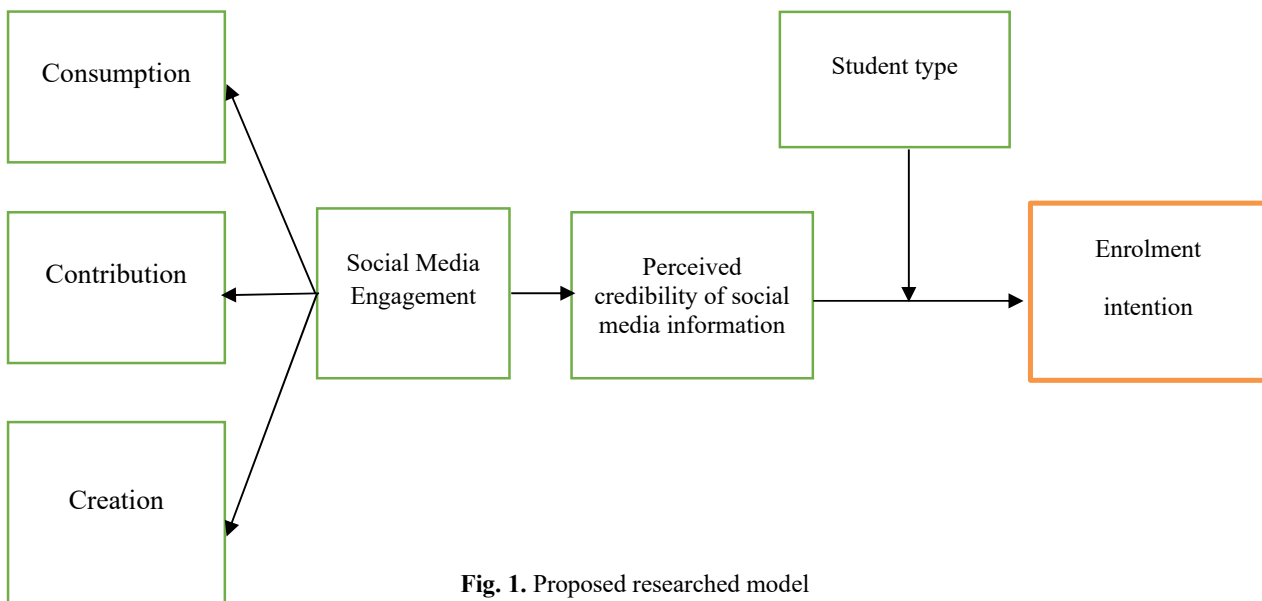 Consumption
Student type
Contribution
Social Media
Engagement
Perceived
credibility of social
media information
Enrolment
intention
Creation
Fig. 1. Proposed researched model